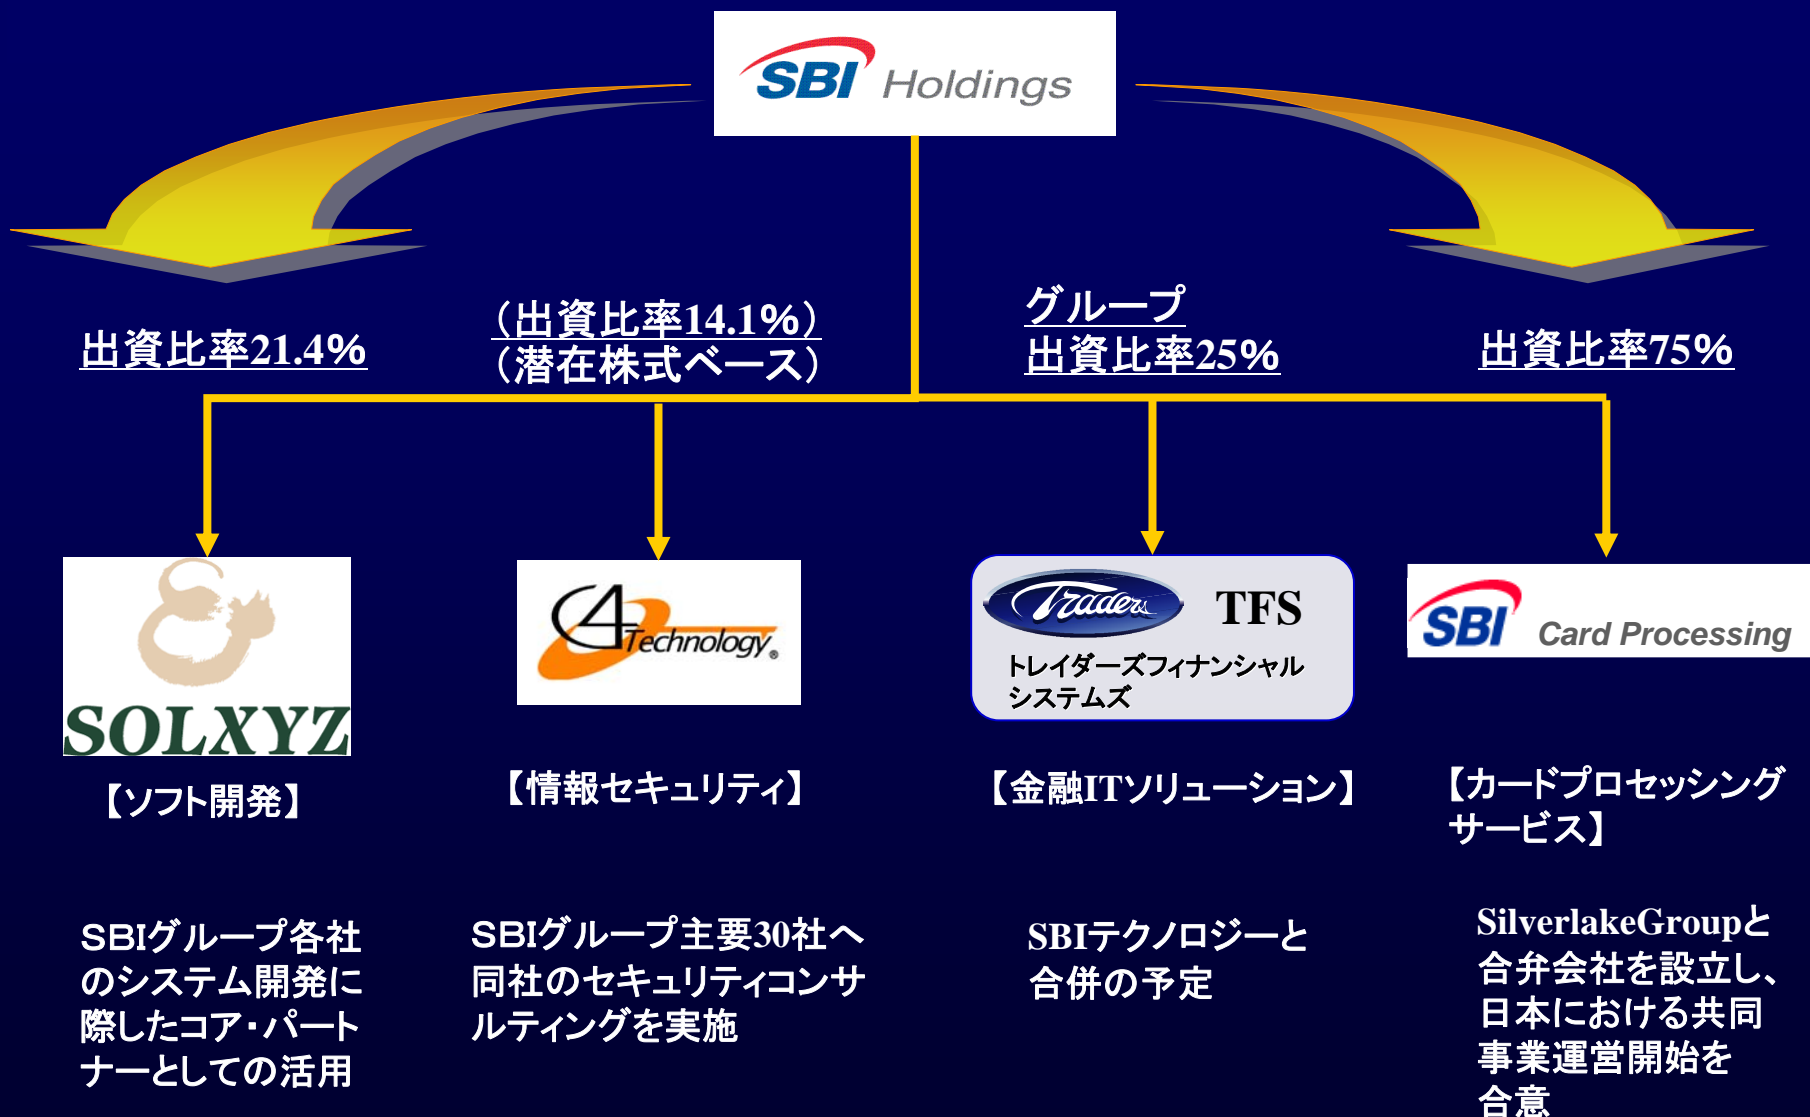 SBI Holdings
出資比率21.4%
（出資比率14.1%）
（潜在株式ベース）
グループ
出資比率25%
出資比率75%
SOLXYZ
【ソフト開発】
SBIグループ各社
のシステム開発に
際したコア・パート
ナーとしての活用
C4 Technology®
【情報セキュリティ】
SBIグループ主要30社へ
同社のセキュリティコンサ
ルティングを実施
Traders TFS
トレイダーズフィナンシャル
システムズ
【金融ITソリューション】
SBIテクノロジーと
合併の予定
SBI Card Processing
【カードプロセッシング
サービス】
SilverlakeGroupと
合弁会社を設立し、
日本における共同
事業運営開始を
合意